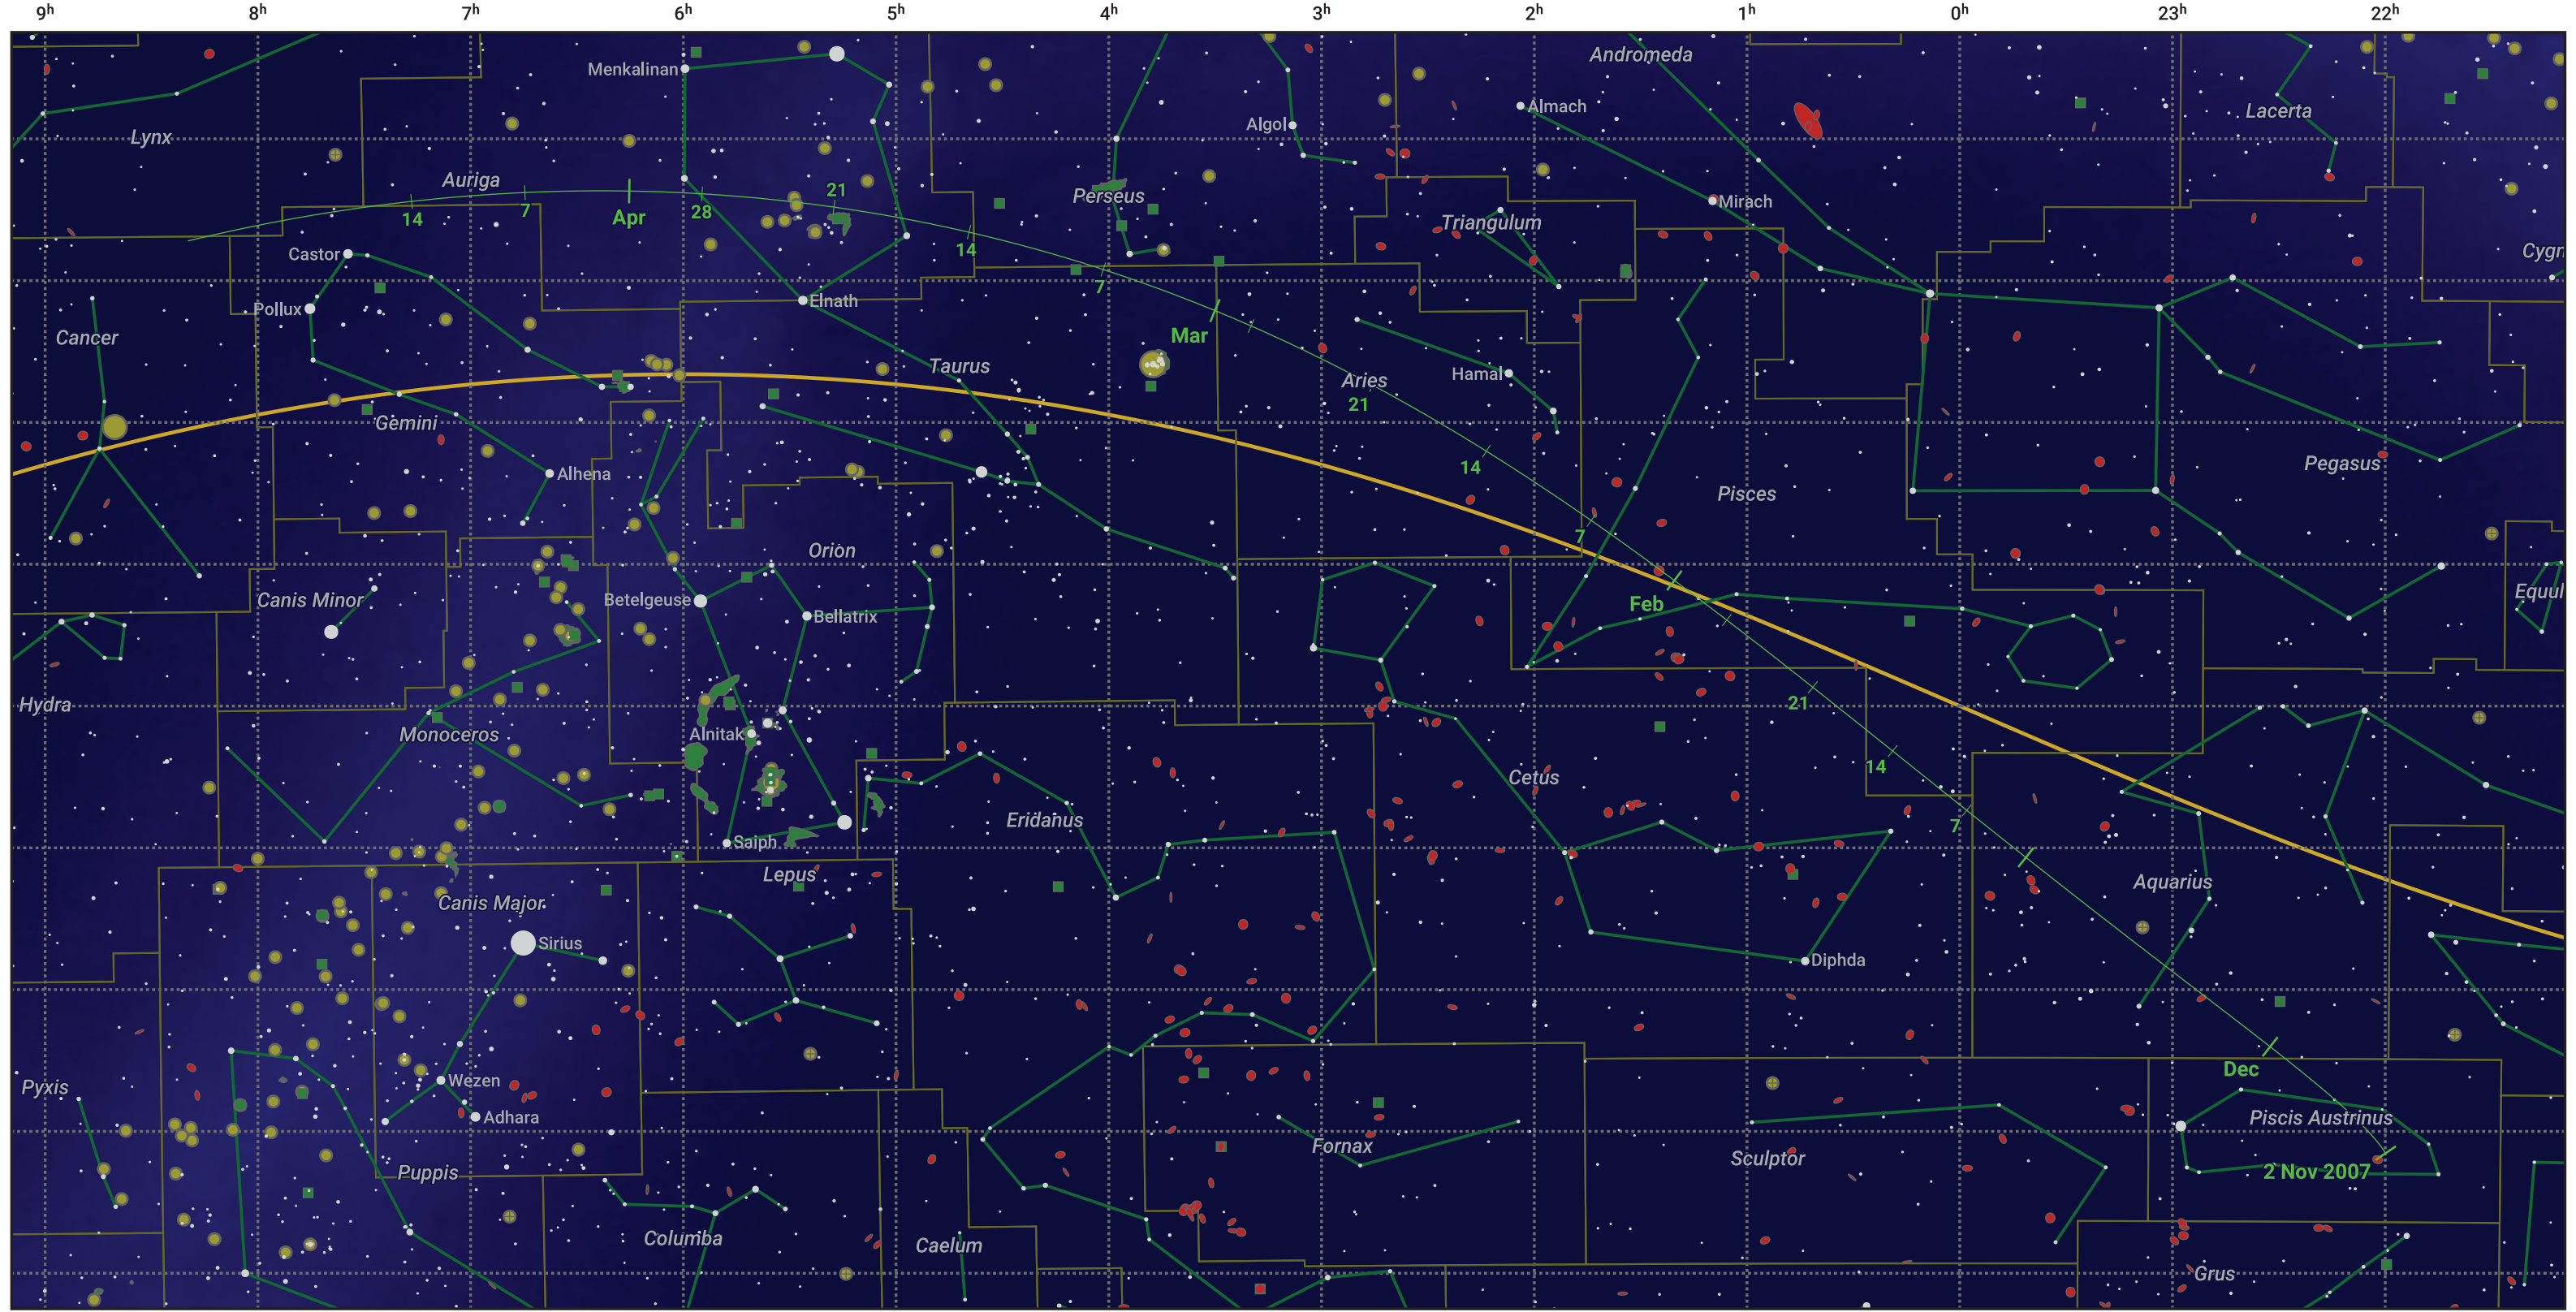 9h 8h 7h 6h 5h 4h 3h 2h 1h 0h 23h 22h
Andromeda
Menkalinan
Almach
Lacerta
Algol
Lynx
Auriga
21
Perseus
Mirach
14 7 Apr 28
Triangulum
14
Castor
Cygn
7
Elnath
Pollux
Mar
Cancer
Taurus
Hamal
Aries
21
Gemini
14
Pegasus
Alhena
Pisces
7
Orion
Equul
Canis Minor
Betelgeuse
Feb
Bellatrix
Hydra
21
Monoceros
Alnitak
14
Cetus
Eridanus
7
Saiph
Lepus
Aquarius
Canis Major
Sirius
Diphda
Dec
Wezen
Pyxis
Adhara
Piscis Austrinus
Fornax
Sculptor
Puppis
2 Nov 2007
Columba
Caelum
Grus